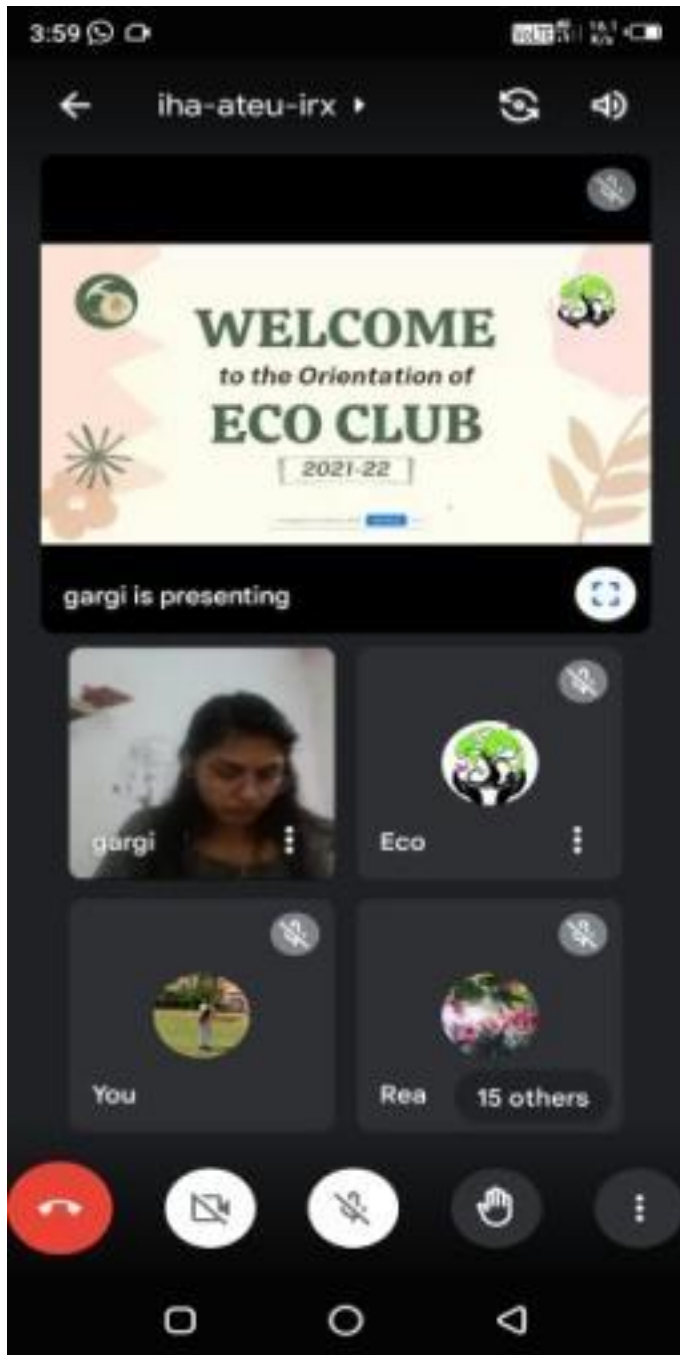 3:59
VoLTE
iha-ateu-irx
WELCOME
to the Orientation of
ECO CLUB
2021-22
gargi is presenting
gargi
Eco
You
Rea
15 others